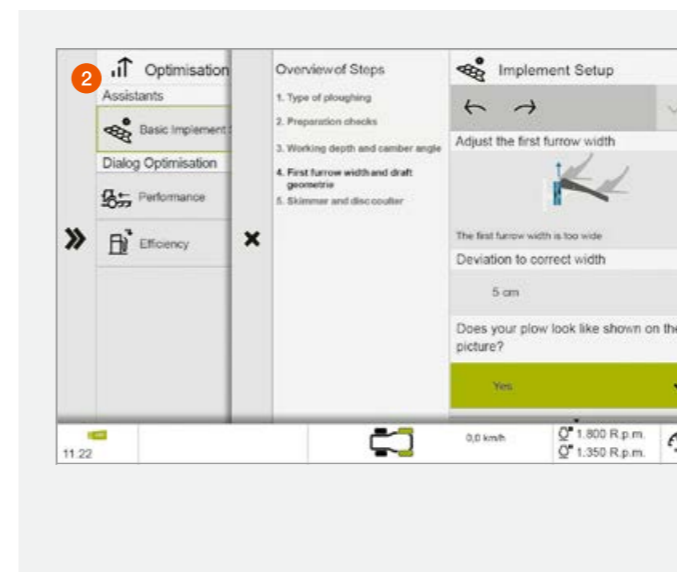 2
Optimisation
Assistants
Basic Implement
Dialog Optimisation
Performance
Efficiency
Overview of Steps
1. Type of ploughing
2. Preparation checks
3. Working depth and camber angle
4. First furrow width and draft
geometrie
5. Skimmer and disc coulter
Implement Setup
Adjust the first furrow width
The first furrow width is too wide
Deviation to correct width
5 cm
Does your plow look like shown on the
picture?
Yes
11:22
0,0 km/h
1.800 R.p.m.
1.350 R.p.m.